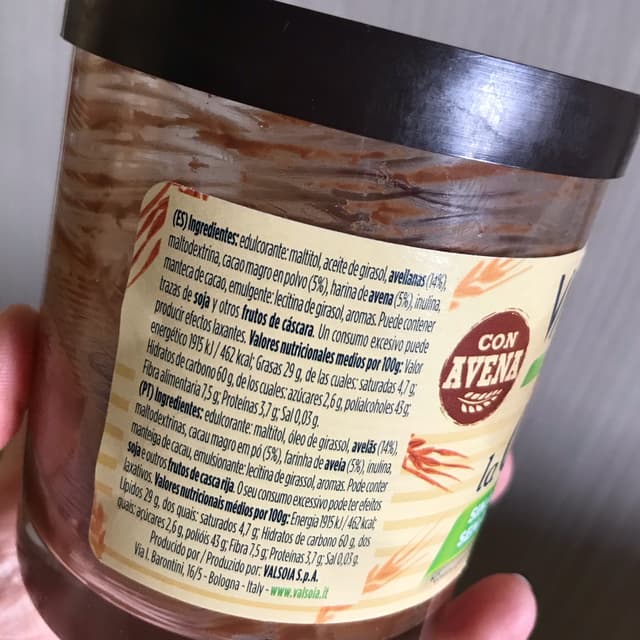 (ES) Ingredientes: edulcorante: maltitol, aceite de girasol, avellanas (14%),
maltodextrina, cacao magro en polvo (5%), harina de avena (5%), inulina,
manteca de cacao, emulgente: lecitina de girasol, aromas. Puede contener
trazas de soja y otros frutos de cáscara. Un consumo excesivo puede
producir efectos laxantes. Valores nutricionales medios por 100g: Valor
energético 1915 kJ / 462 kcal; Grasas 29 g, de las cuales: saturadas 4,7 g;
Hidratos de carbono 60 g, de los cuales: azúcares 2,6 g, polialcoholes 43 g;
Fibra alimentaria 7,5 g; Proteínas 3,7 g; Sal 0,03 g.
(PT) Ingredientes: edulcorante: maltitol, óleo de girassol, avelãs (14%),
maltodextrinas, cacau magro em pó (5%), farinha de aveia (5%), inulina,
manteiga de cacau, emulsionante: lecitina de girassol, aromas. Pode conter
soja e outros frutos de casca rija. O seu consumo excessivo pode ter efeitos
laxativos. Valores nutricionais médios por 100g: Energia 1915 kJ / 462 kcal;
Lípidos 29 g, dos quais: saturados 4,7 g; Hidratos de carbono 60 g, dos
quais: açúcares 2,6 g, polióis 43 g; Fibra 7,5 g; Proteínas 3,7 g; Sal 0,03 g.
Producido por / Produzido por: VALSOIA S.p.A.
Via I. Barontini, 16/5 - Bologna - Italy - www.valsoia.it
CON
AVENA
la